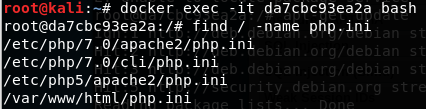 root@kali:~# docker exec -it da7cbc93ea2a bash
root@da7cbc93ea2a:/# find / -name php.ini
/etc/php/7.0/apache2/php.ini
/etc/php/7.0/cli/php.ini
/etc/php5/apache2/php.ini
/var/www/html/php.ini